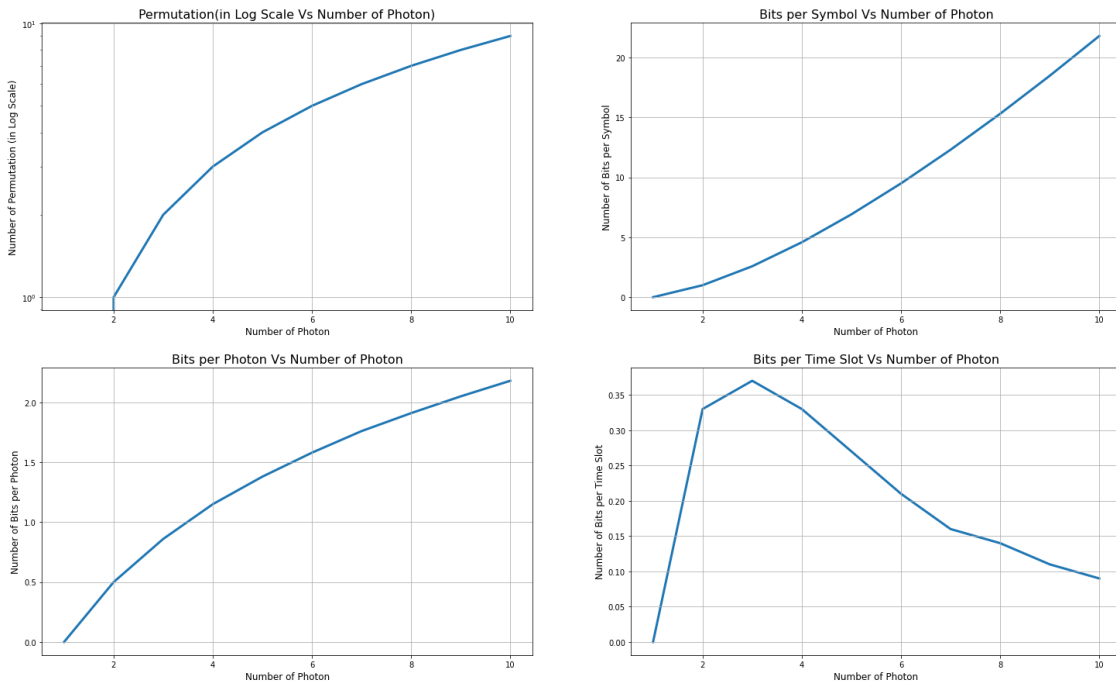 Permutation(in Log Scale Vs Number of Photon)
10¹
10⁰
Number of Permutation (in Log Scale)
2 4 6 8 10
Number of Photon
Bits per Symbol Vs Number of Photon
20
15
10
5
0
Number of Bits per Symbol
2 4 6 8 10
Number of Photon
Bits per Photon Vs Number of Photon
2.0
1.5
1.0
0.5
0.0
Number of Bits per Photon
2 4 6 8 10
Number of Photon
Bits per Time Slot Vs Number of Photon
0.35
0.30
0.25
0.20
0.15
0.10
0.05
0.00
Number of Bits per Time Slot
2 4 6 8 10
Number of Photon